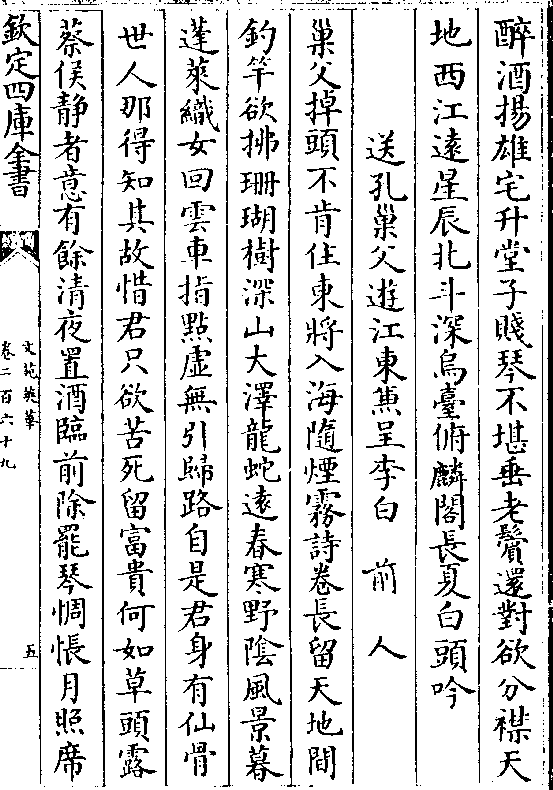 醉酒揚雄宅升堂子賤琴不堪垂老鬢還對欲分襟天
地西江遠星辰北斗深烏臺俯麟閣長夏白頭吟
送孔巢父遊江東兼呈李白　前人
巢父掉頭不肯住東將入海隨煙霧詩卷長留天地間
釣竿欲拂珊瑚樹深山大澤龍蛇遠春寒野陰風景暮
蓬萊織女回雲車指點虛無引歸路自是君身有仙骨
世人那得知其故惜君只欲苦死留富貴何如草頭露
蔡侯静者意有餘清夜置酒臨前除罷琴惆悵月照席
欽定四庫全書
文苑英華
卷二百六十九
五